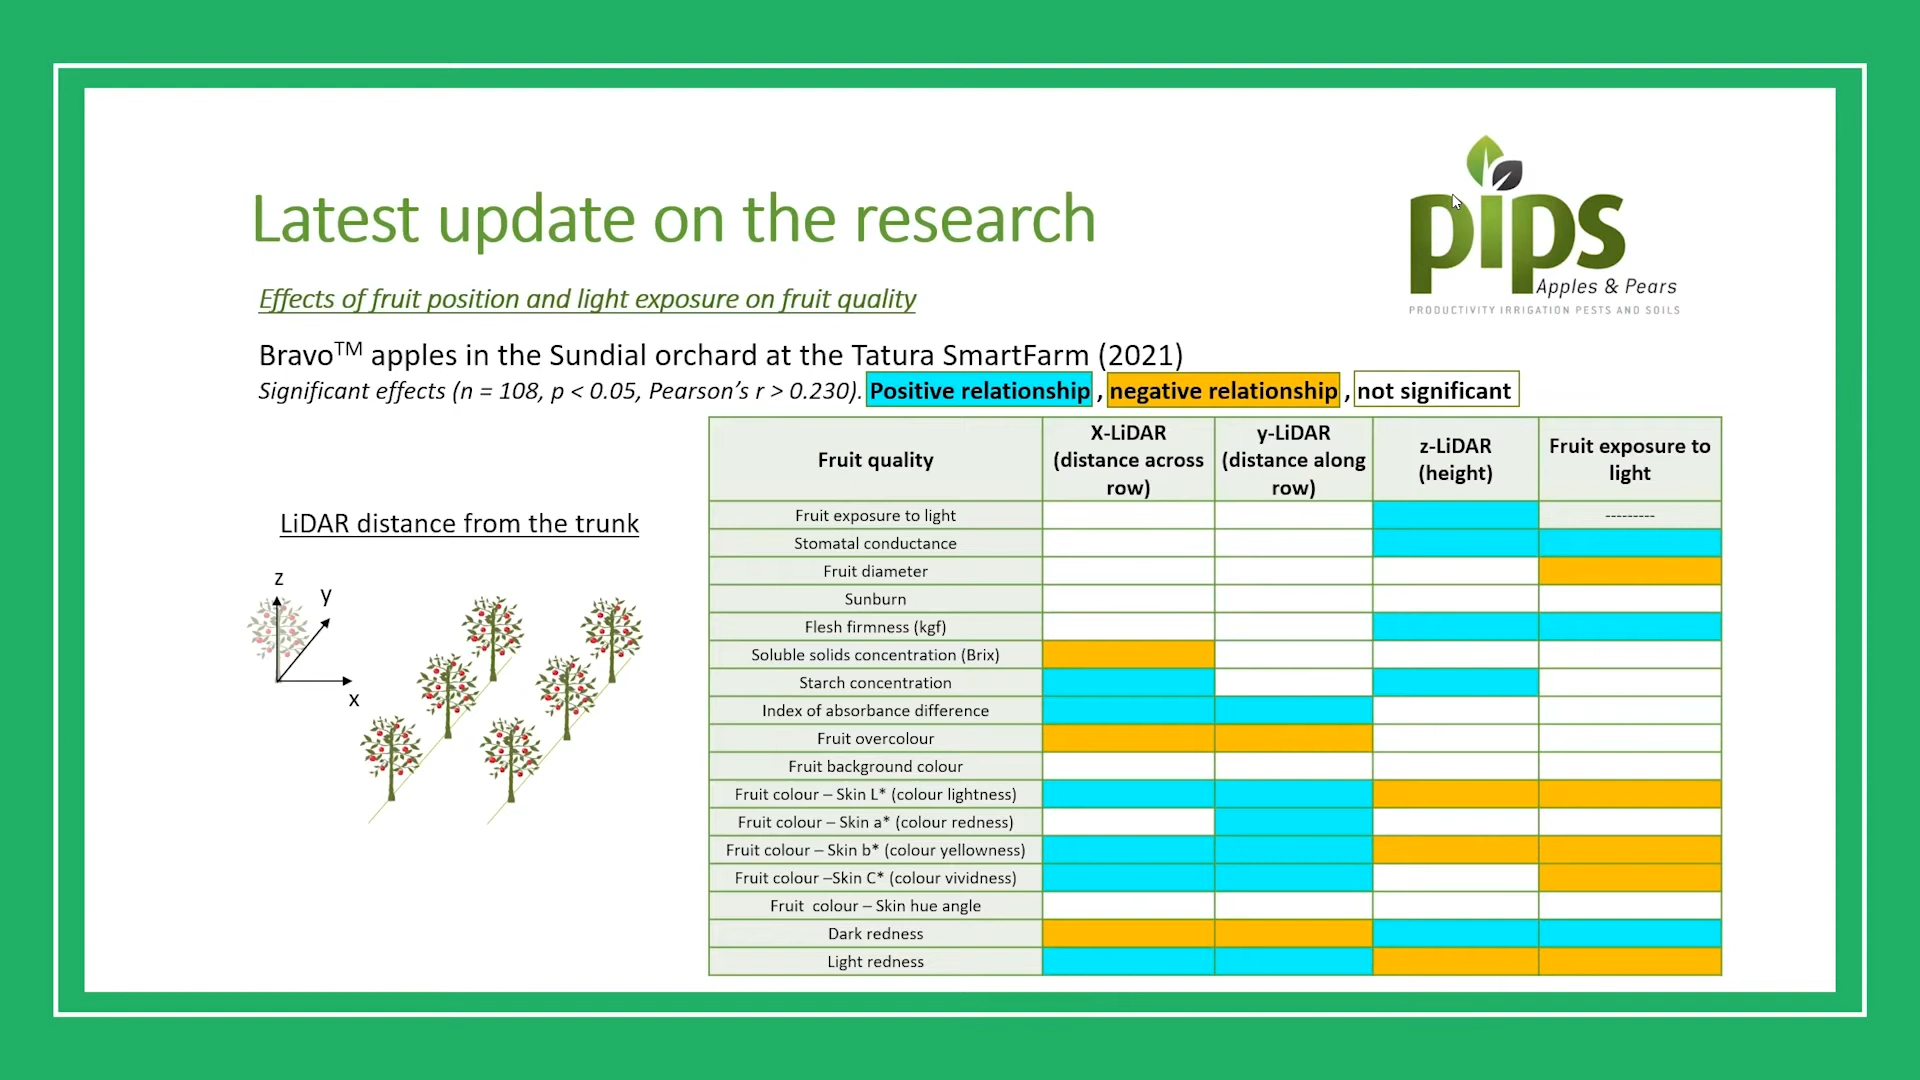 Latest update on the research
pips
Apples & Pears
PRODUCTIVITY IRRIGATION PESTS AND SOILS
Effects of fruit position and light exposure on fruit quality
Bravo™ apples in the Sundial orchard at the Tatura SmartFarm (2021)
Significant effects (n = 108, p < 0.05, Pearson's r > 0.230). Positive relationship , negative relationship , not significant
LiDAR distance from the trunk
z
y
x
Fruit quality
X-LiDAR
(distance across
row)
y-LiDAR
(distance along
row)
z-LiDAR
(height)
Fruit exposure to
light
Fruit exposure to light ---------
Stomatal conductance
Fruit diameter
Sunburn
Flesh firmness (kgf)
Soluble solids concentration (Brix)
Starch concentration
Index of absorbance difference
Fruit overcolour
Fruit background colour
Fruit colour – Skin L* (colour lightness)
Fruit colour – Skin a* (colour redness)
Fruit colour – Skin b* (colour yellowness)
Fruit colour –Skin C* (colour vividness)
Fruit colour – Skin hue angle
Dark redness
Light redness